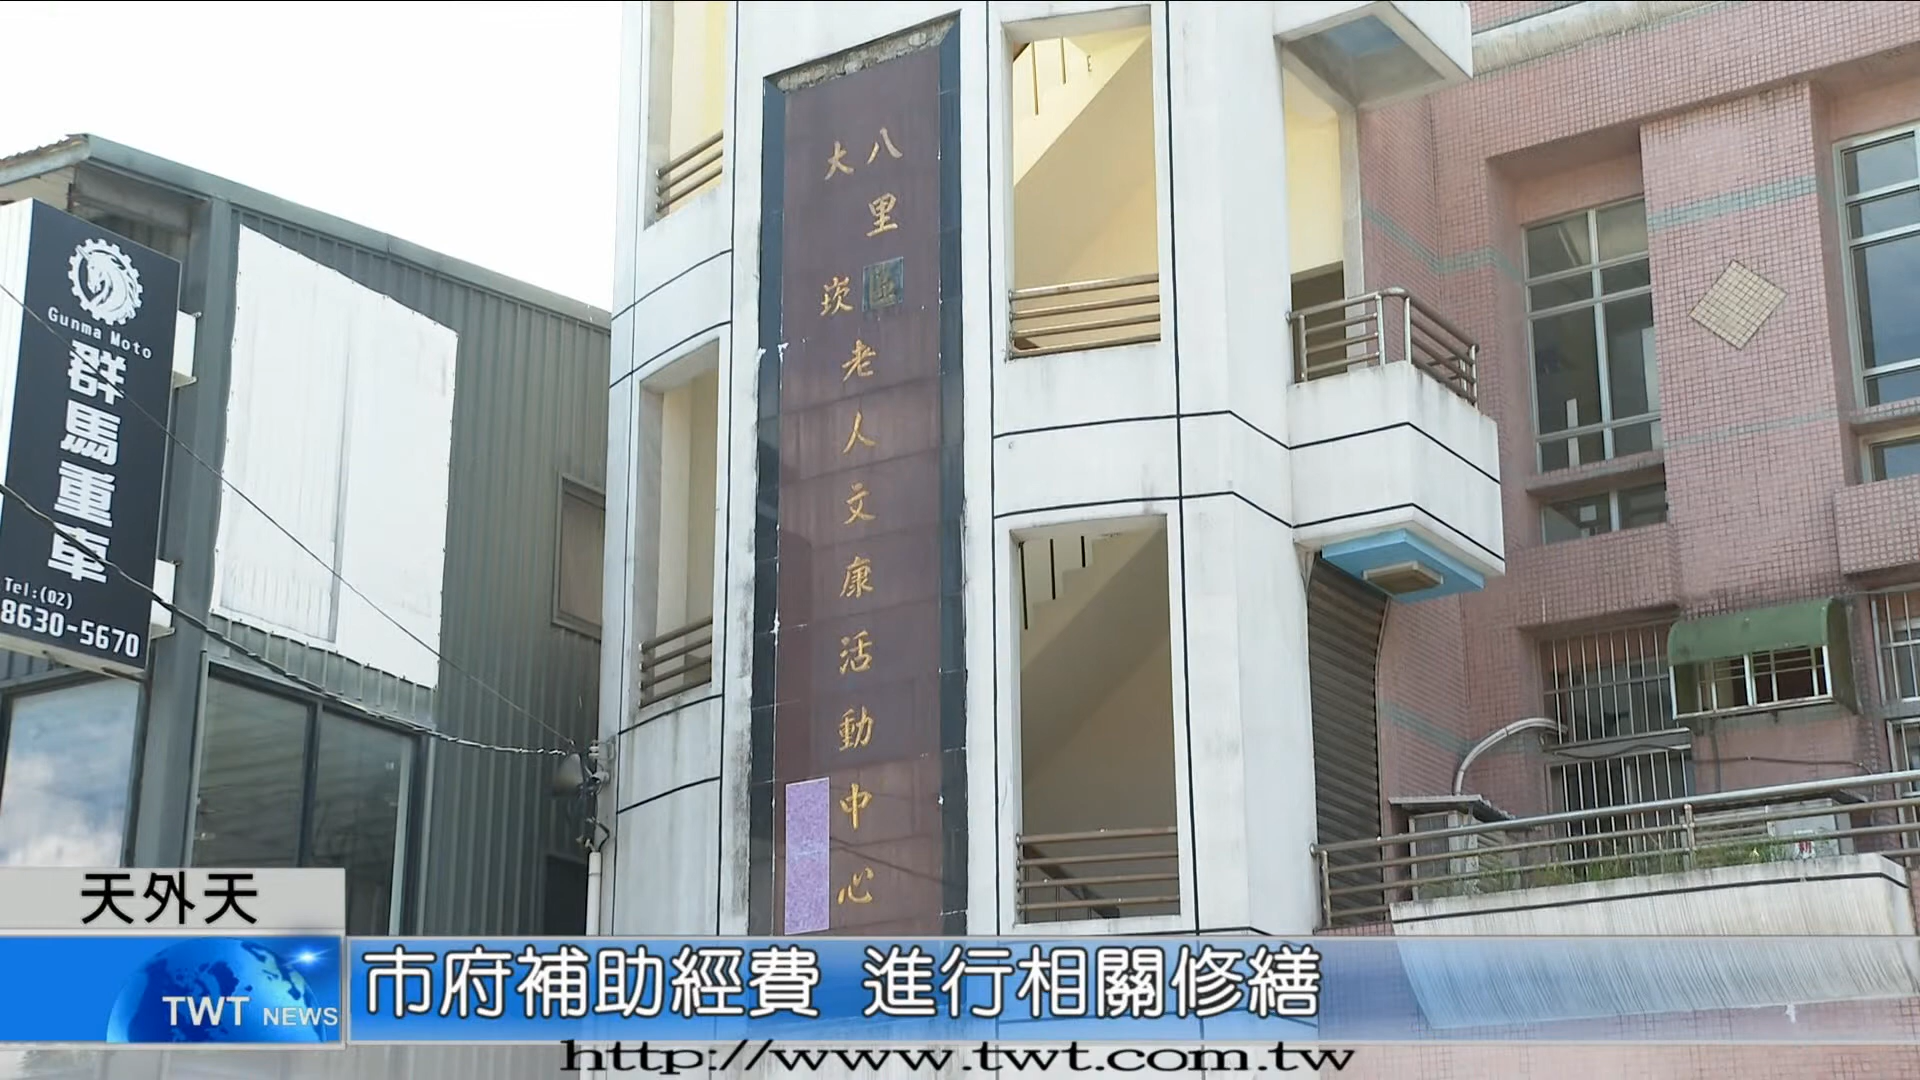 Gunma Moto
群馬重車
Tel:(02)
8630-5670
八里區
大崁
老人文康活動中心
天外天
TWT NEWS
市府補助經費 進行相關修繕
http://www.twt.com.tw